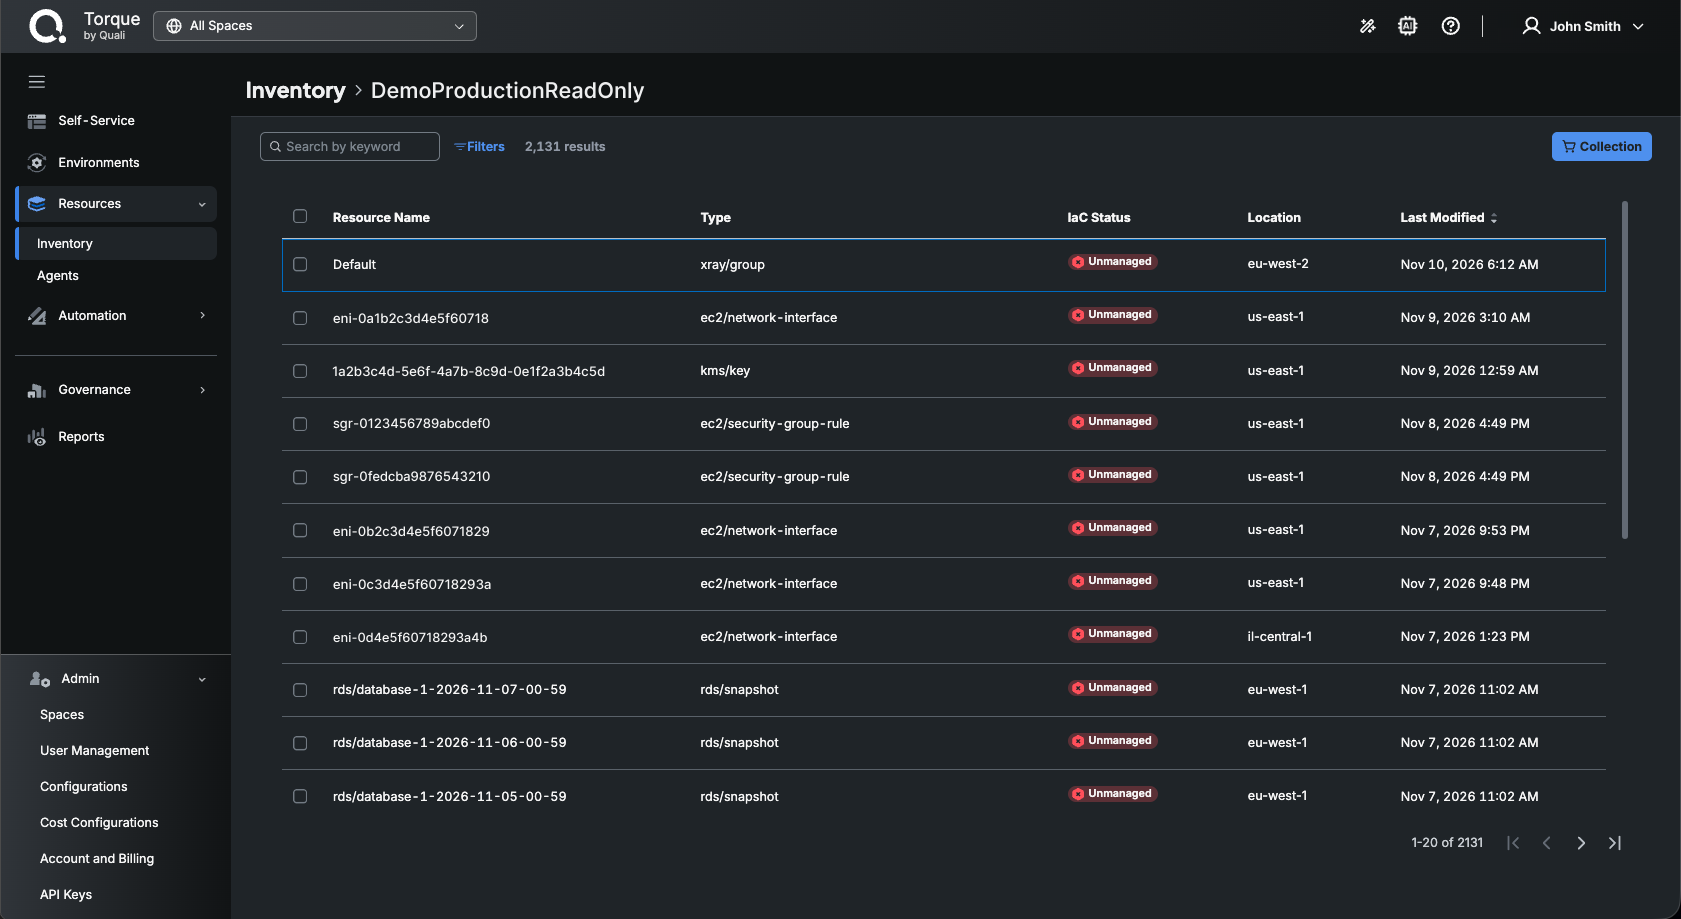 Torque
by Quali
All Spaces
AI
John Smith
Self-Service
Environments
Resources
Inventory
Agents
Automation
Governance
Reports
Admin
Spaces
User Management
Configurations
Cost Configurations
Account and Billing
API Keys
Inventory > DemoProductionReadOnly
Search by keyword Filters 2,131 results Collection
Resource Name Type IaC Status Location Last Modified
Default xray/group Unmanaged eu-west-2 Nov 10, 2026 6:12 AM
eni-0a1b2c3d4e5f60718 ec2/network-interface Unmanaged us-east-1 Nov 9, 2026 3:10 AM
1a2b3c4d-5e6f-4a7b-8c9d-0e1f2a3b4c5d kms/key Unmanaged us-east-1 Nov 9, 2026 12:59 AM
sgr-0123456789abcdef0 ec2/security-group-rule Unmanaged us-east-1 Nov 8, 2026 4:49 PM
sgr-0fedcba9876543210 ec2/security-group-rule Unmanaged us-east-1 Nov 8, 2026 4:49 PM
eni-0b2c3d4e5f6071829 ec2/network-interface Unmanaged us-east-1 Nov 7, 2026 9:53 PM
eni-0c3d4e5f60718293a ec2/network-interface Unmanaged us-east-1 Nov 7, 2026 9:48 PM
eni-0d4e5f60718293a4b ec2/network-interface Unmanaged il-central-1 Nov 7, 2026 1:23 PM
rds/database-1-2026-11-07-00-59 rds/snapshot Unmanaged eu-west-1 Nov 7, 2026 11:02 AM
rds/database-1-2026-11-06-00-59 rds/snapshot Unmanaged eu-west-1 Nov 7, 2026 11:02 AM
rds/database-1-2026-11-05-00-59 rds/snapshot Unmanaged eu-west-1 Nov 7, 2026 11:02 AM
1-20 of 2131